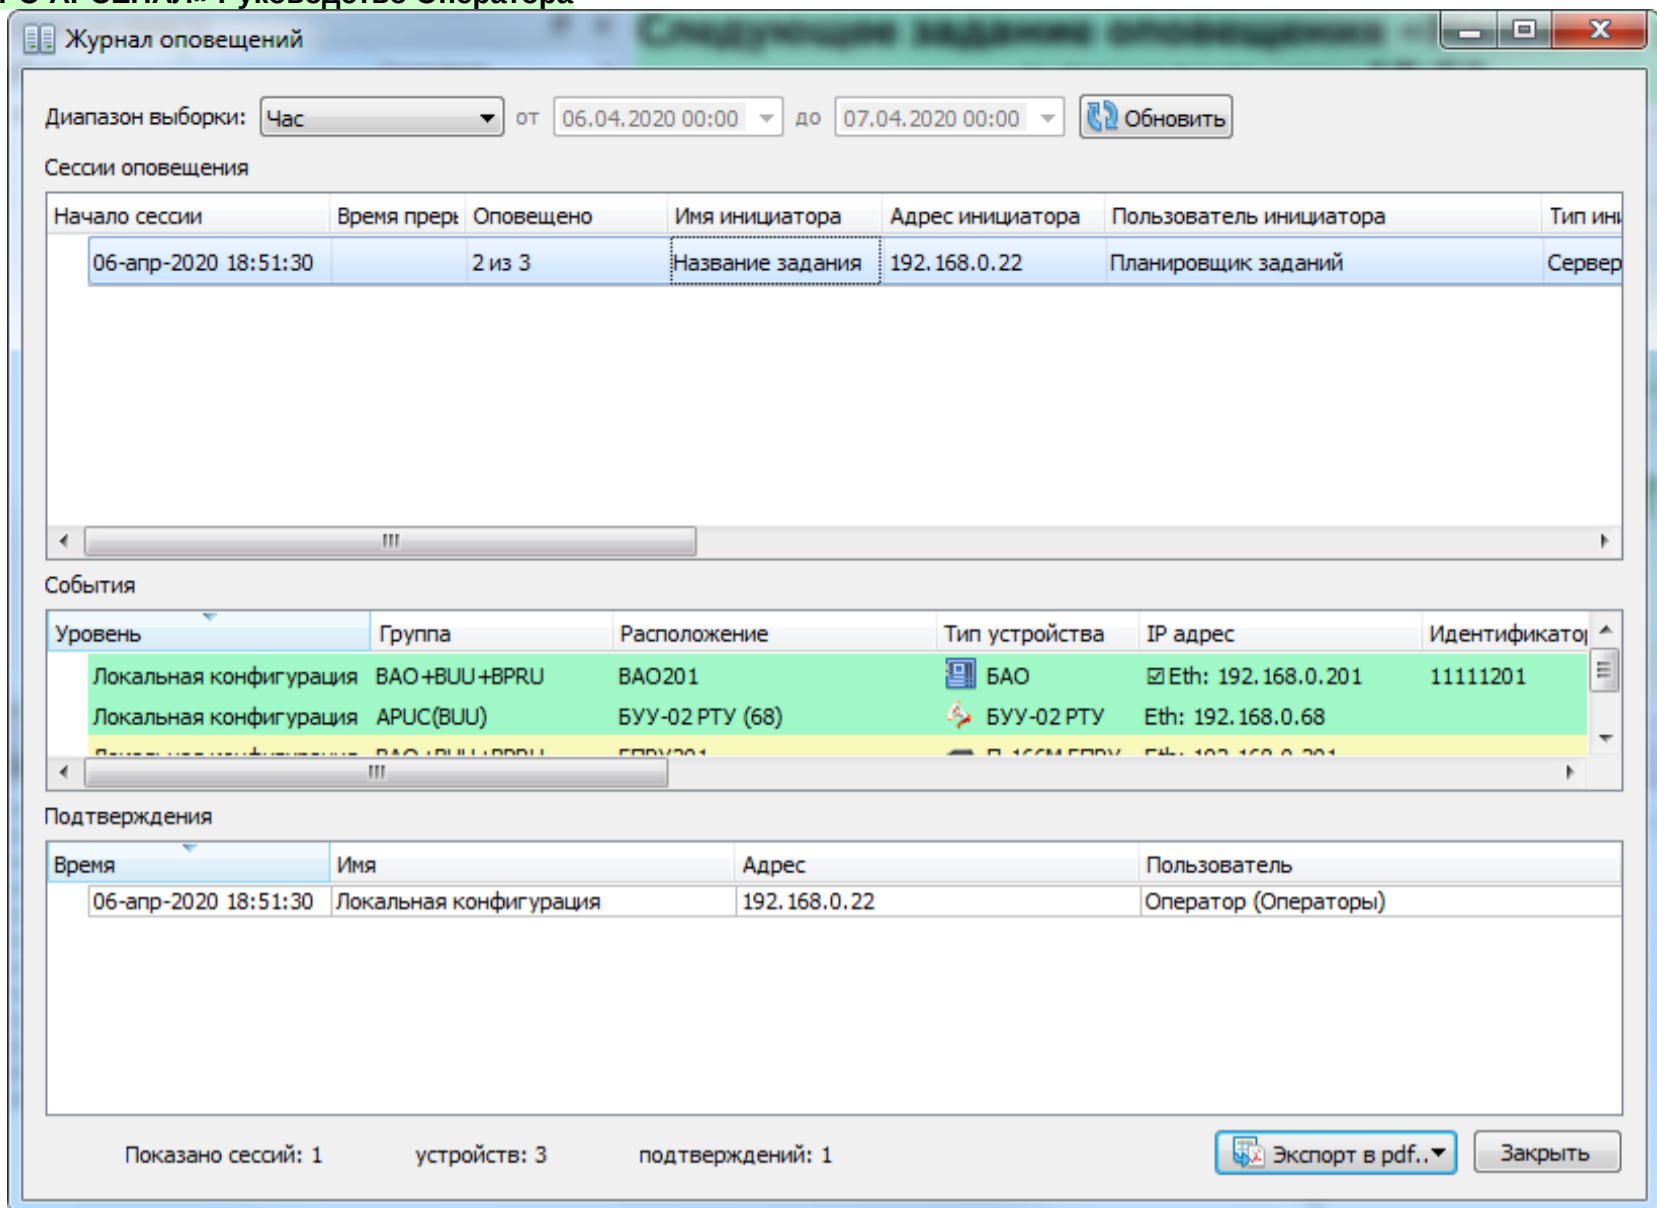 Журнал оповещений
Диапазон выборки: Час от 06.04.2020 00:00 до 07.04.2020 00:00 Обновить
Сессии оповещения
Начало сессии Время преры Оповещено Имя инициатора Адрес инициатора Пользователь инициатора Тип ини
06-апр-2020 18:51:30 2 из 3 Название задания 192.168.0.22 Планировщик заданий Сервер
События
Уровень Группа Расположение Тип устройства IP адрес Идентификатор
Локальная конфигурация BAO+BUU+BPRU BAO201 БАО Eth: 192.168.0.201 11111201
Локальная конфигурация APUC(BUU) БУУ-02 РТУ (68) БУУ-02 РТУ Eth: 192.168.0.68
Подтверждения
Время Имя Адрес Пользователь
06-апр-2020 18:51:30 Локальная конфигурация 192.168.0.22 Оператор (Операторы)
Показано сессий: 1 устройств: 3 подтверждений: 1 Экспорт в pdf.. Закрыть